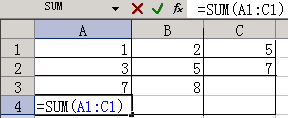 SUM fx =SUM(A1:C1)
A B C
1 1 2 5
2 3 5 7
3 7 8
4 =SUM(A1:C1)